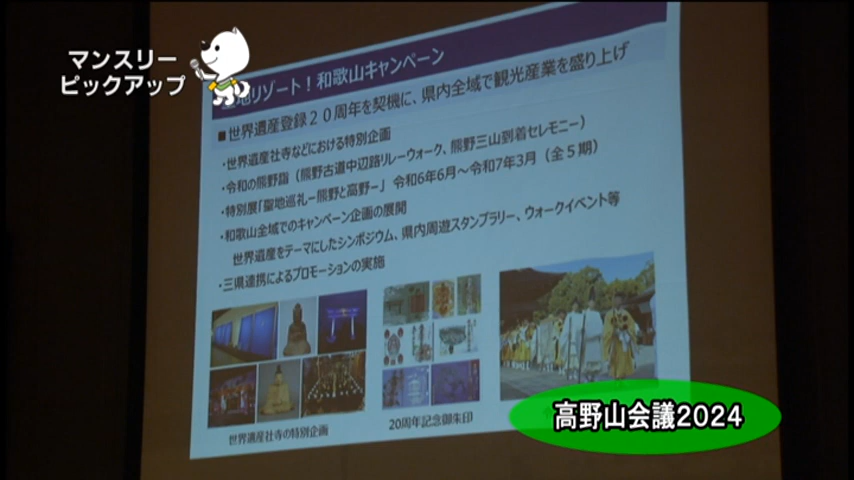 マンスリー
ピックアップ
地リゾート！和歌山キャンペーン
■世界遺産登録２０周年を契機に、県内全域で観光産業を盛り上げ
・世界遺産社寺などにおける特別企画
・令和の熊野詣（熊野古道中辺路リレーウォーク、熊野三山到着セレモニー）
・特別展「聖地巡礼ー熊野と高野ー」 令和6年6月～令和7年3月（全５期）
・和歌山全域でのキャンペーン企画の展開
世界遺産をテーマにしたシンポジウム、県内周遊スタンプラリー、ウォークイベント等
・三県連携によるプロモーションの実施
世界遺産社寺の特別企画
20周年記念御朱印
高野山会議2024